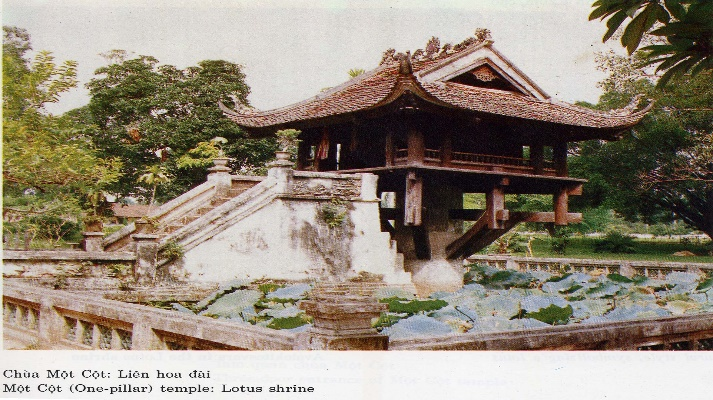 Chùa Một Cột: Liên hoa đài
Một Cột (One-pillar) temple: Lotus shrine